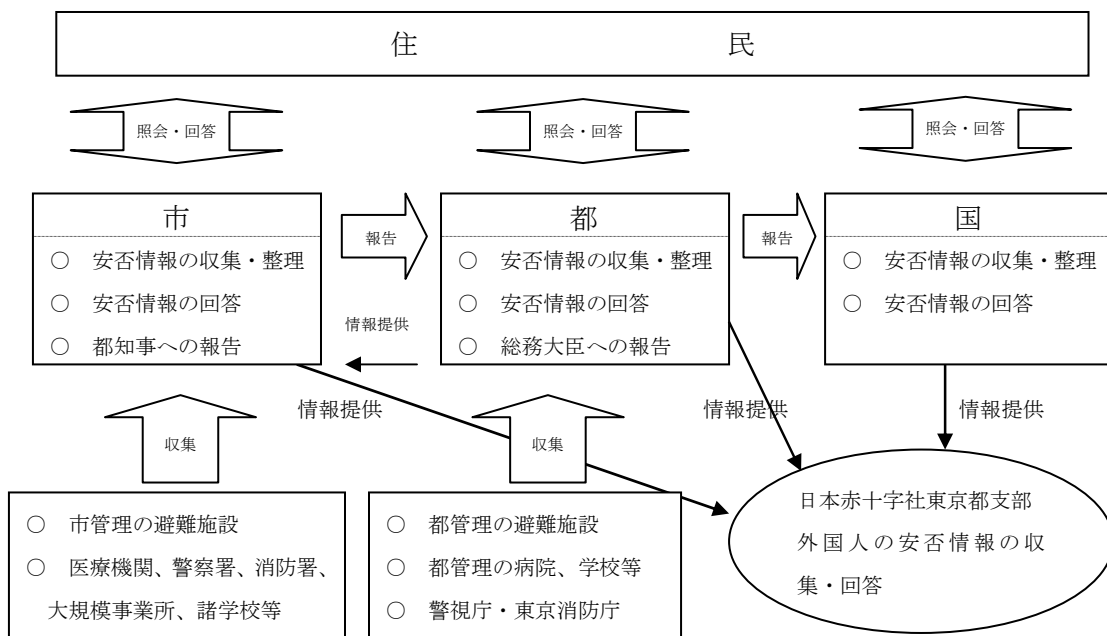 住民
照会・回答
照会・回答
照会・回答
市
○ 安否情報の収集・整理
○ 安否情報の回答
○ 都知事への報告
報告
都
○ 安否情報の収集・整理
○ 安否情報の回答
○ 総務大臣への報告
報告
国
○ 安否情報の収集・整理
○ 安否情報の回答
情報提供
情報提供
情報提供
情報提供
収集
収集
○ 市管理の避難施設
○ 医療機関、警察署、消防署、
大規模事業所、諸学校等
○ 都管理の避難施設
○ 都管理の病院、学校等
○ 警視庁・東京消防庁
日本赤十字社東京都支部
外国人の安否情報の収
集・回答